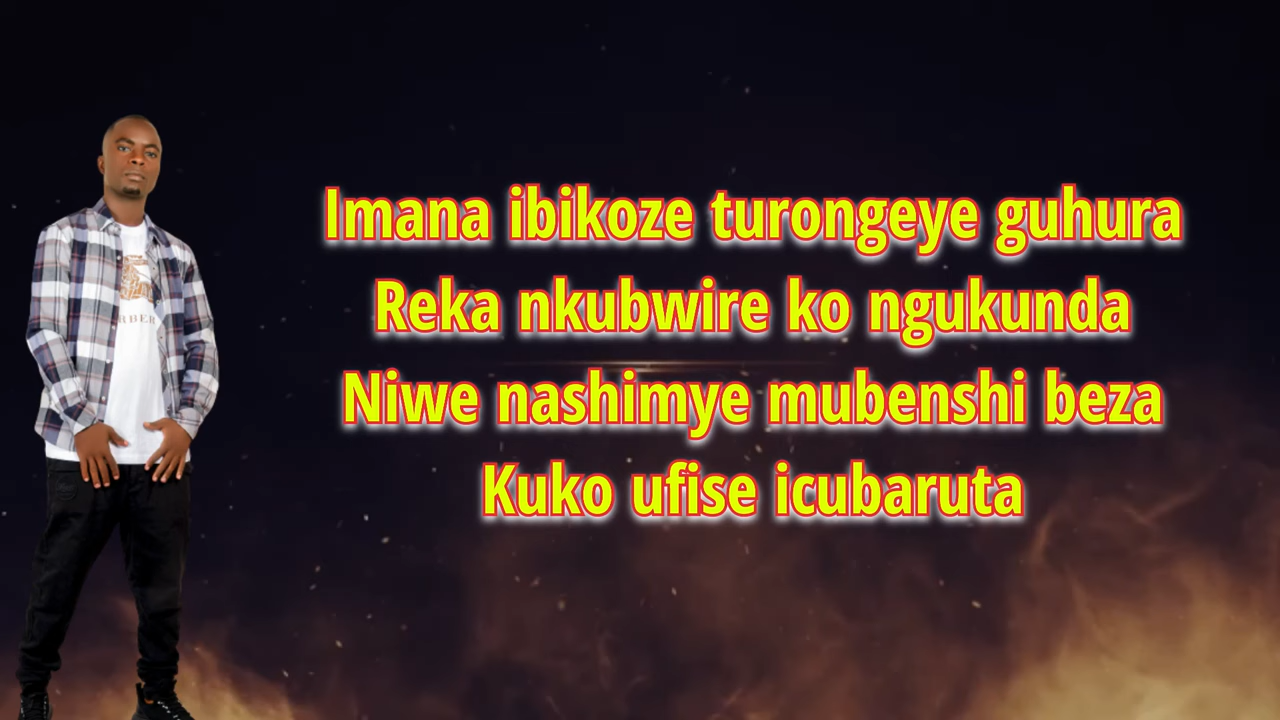 Imana ibikoze turongeye guhura
Reka nkubwire ko ngukunda
Niwe nashimye mubenshi beza
Kuko ufise icubaruta